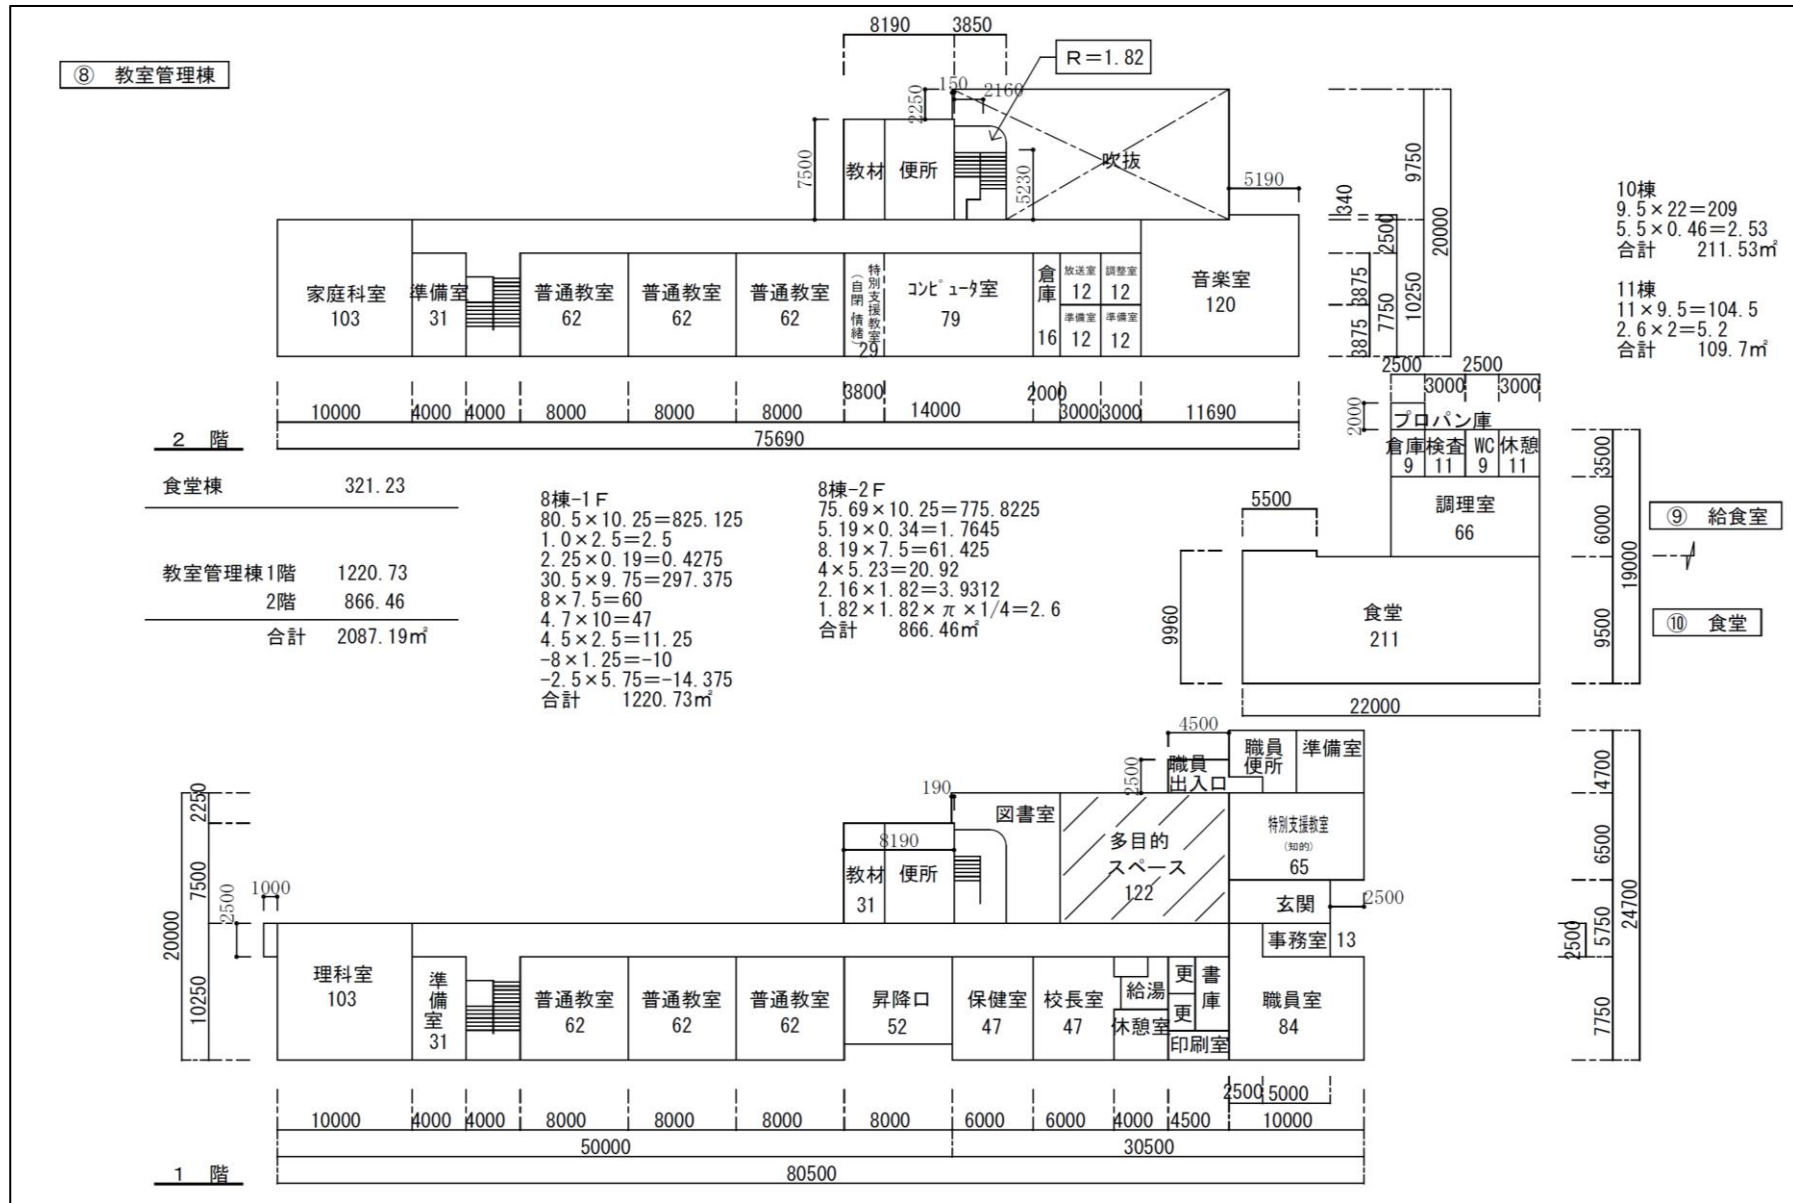 ⑧ 教室管理棟
8190 3850
R=1.82
150
2160
2250
7500
教材 便所
5230
吹抜
5190
340
2500
9750
20000
3875
3875
7750
10250
家庭科室
103
準備室
31
普通教室
62
普通教室
62
普通教室
62
特別支援教室
(自閉情緒)
29
コンピュータ室
79
倉庫
16
放送室
12
調整室
12
準備室
12
準備室
12
音楽室
120
10000 4000 4000 8000 8000 8000 3800 14000 2000 3000 3000 11690
75690
2 階
10棟
9.5×22=209
5.5×0.46=2.53
合計 211.53㎡
11棟
11×9.5=104.5
2.6×2=5.2
合計 109.7㎡
食堂棟 321.23
教室管理棟1階 1220.73
2階 866.46
合計 2087.19㎡
8棟-1F
80.5×10.25=825.125
1.0×2.5=2.5
2.25×0.19=0.4275
30.5×9.75=297.375
8×7.5=60
4.7×10=47
4.5×2.5=11.25
-8×1.25=-10
-2.5×5.75=-14.375
合計 1220.73㎡
8棟-2F
75.69×10.25=775.8225
5.19×0.34=1.7645
8.19×7.5=61.425
4×5.23=20.92
2.16×1.82=3.9312
1.82×1.82×π×1/4=2.6
合計 866.46㎡
2500 3000 2500 3000
2000
プロパン庫
倉庫
9
検査
11
WC
9
休憩
11
調理室
66
5500
食堂
211
9960
22000
3500
6000
9500
19000
⑨ 給食室
⑩ 食堂
4500
2500
職員
出入口
職員
便所
準備室
190
図書室
多目的
スペース
122
特別支援教室
(知的)
65
玄関
2500
事務室 13
8190
教材
31
便所
1000
2500
2250
7500
10250
20000
理科室
103
準備室
31
普通教室
62
普通教室
62
普通教室
62
昇降口
52
保健室
47
校長室
47
給湯
休憩室
更
更
書庫
印刷室
職員室
84
4700
6500
5750
2500
7750
24700
2500 5000
10000 4000 4000 8000 8000 8000 8000 6000 6000 4000 4500 10000
50000 30500
80500
1 階